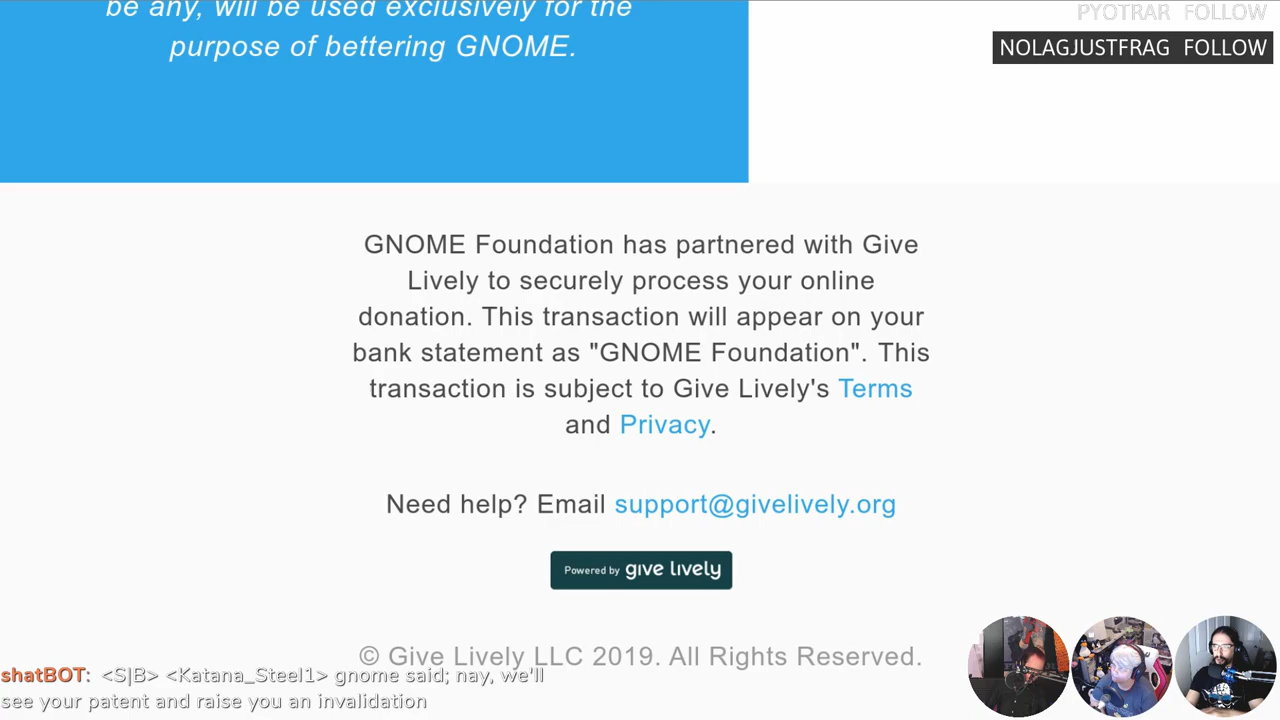 be any, will be used exclusively for the
purpose of bettering GNOME.
PYOTRAR FOLLOW
NOLAGJUSTFRAG FOLLOW
GNOME Foundation has partnered with Give
Lively to securely process your online
donation. This transaction will appear on your
bank statement as "GNOME Foundation". This
transaction is subject to Give Lively's Terms
and Privacy.
Need help? Email support@givelively.org
Powered by give lively
© Give Lively LLC 2019. All Rights Reserved.
shatBOT: <S|B> <Katana_Steel1> gnome said; nay, we'll
see your patent and raise you an invalidation